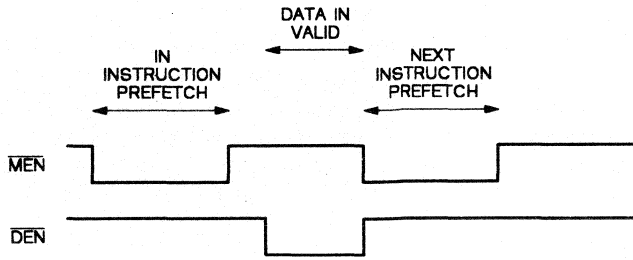 DATA IN
VALID
IN
INSTRUCTION
PREFETCH
NEXT
INSTRUCTION
PREFETCH
MEN
DEN